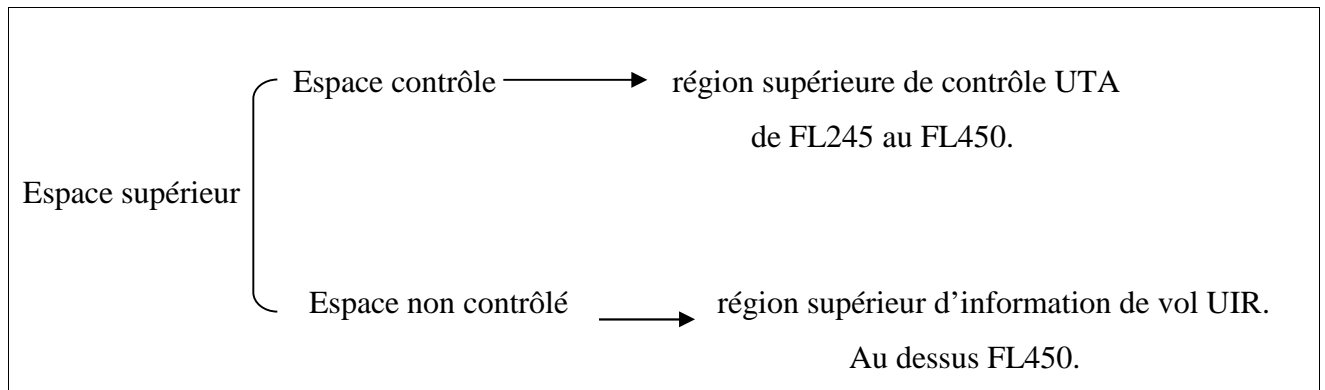 Espace contrôle région supérieure de contrôle UTA
de FL245 au FL450.
Espace supérieur
Espace non contrôlé région supérieur d’information de vol UIR.
Au dessus FL450.